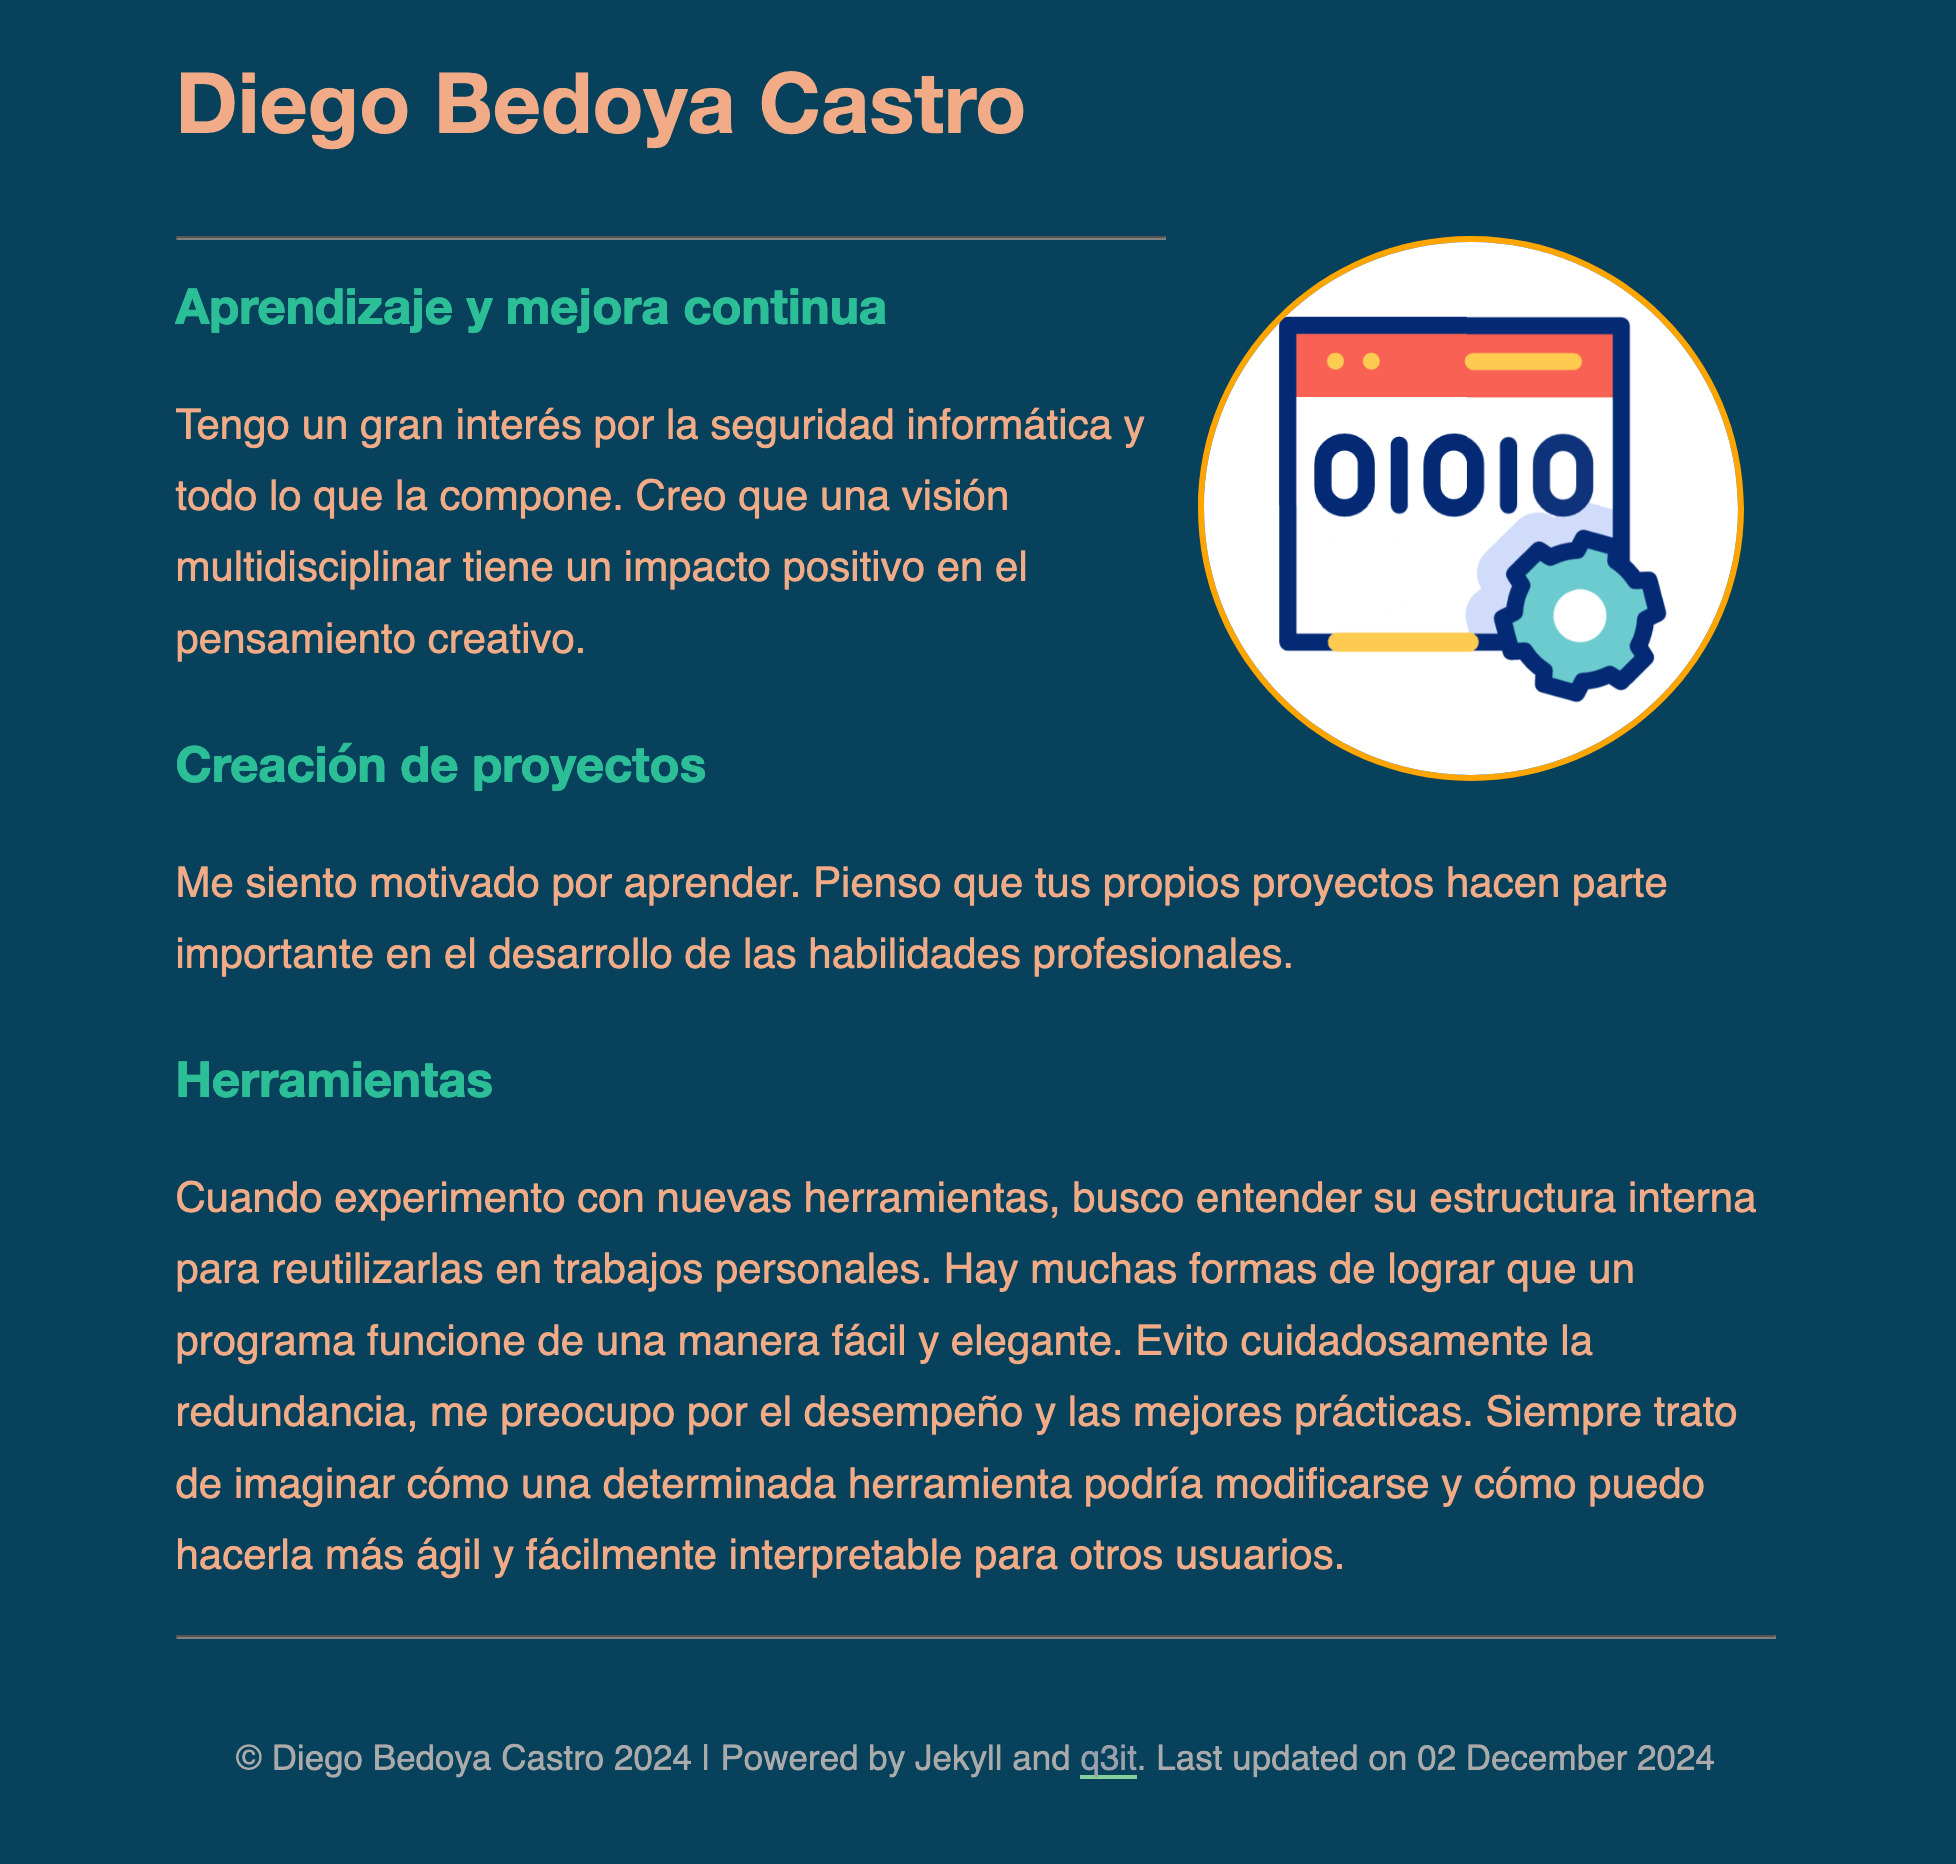 Diego Bedoya Castro
Aprendizaje y mejora continua
Tengo un gran interés por la seguridad informática y
todo lo que la compone. Creo que una visión
multidisciplinar tiene un impacto positivo en el
pensamiento creativo.
01010
Creación de proyectos
Me siento motivado por aprender. Pienso que tus propios proyectos hacen parte
importante en el desarrollo de las habilidades profesionales.
Herramientas
Cuando experimento con nuevas herramientas, busco entender su estructura interna
para reutilizarlas en trabajos personales. Hay muchas formas de lograr que un
programa funcione de una manera fácil y elegante. Evito cuidadosamente la
redundancia, me preocupo por el desempeño y las mejores prácticas. Siempre trato
de imaginar cómo una determinada herramienta podría modificarse y cómo puedo
hacerla más ágil y fácilmente interpretable para otros usuarios.
© Diego Bedoya Castro 2024 | Powered by Jekyll and q3it. Last updated on 02 December 2024